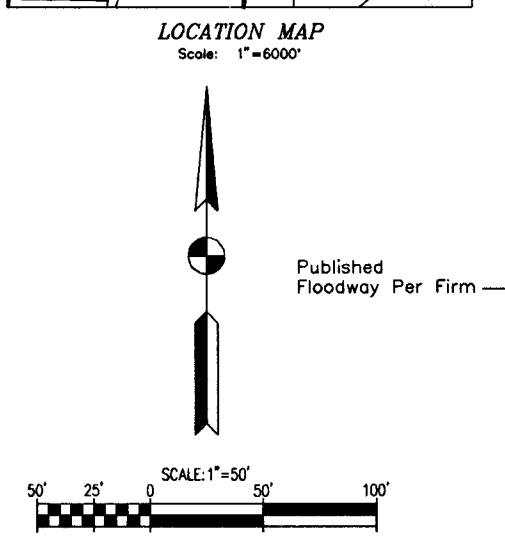 LOCATION MAP
Scale: 1"=6000'
Published
Floodway Per Firm
SCALE: 1"=50'
50' 25' 0 50' 100'